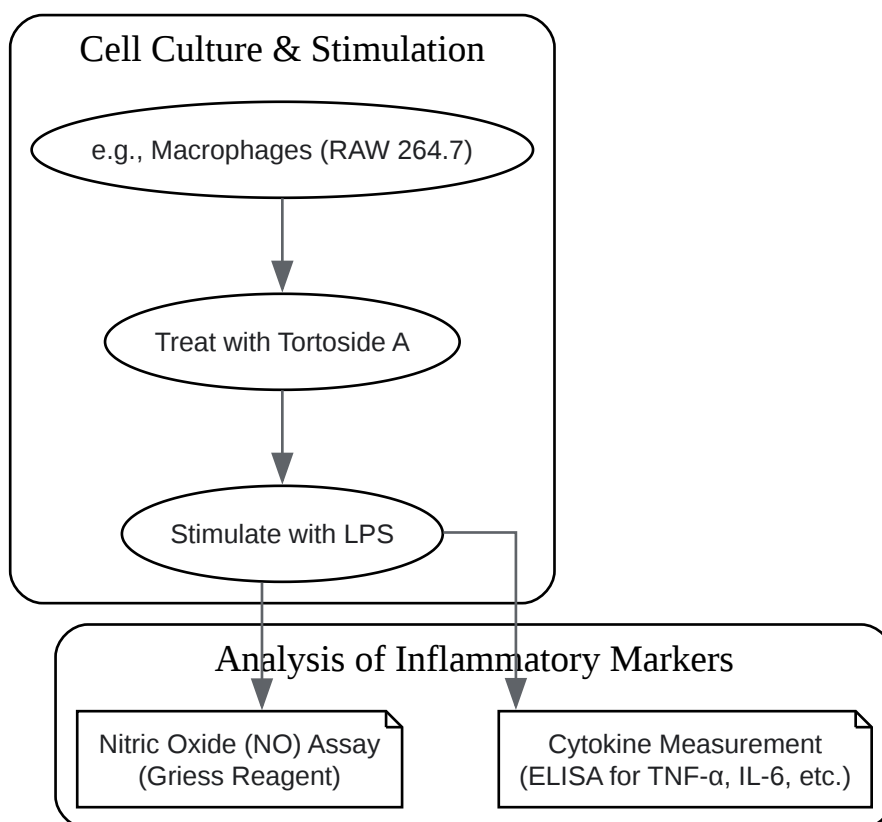 Cell Culture & Stimulation
e.g., Macrophages (RAW 264.7)
Treat with Tortoside A
Stimulate with LPS
Analysis of Inflammatory Markers
Nitric Oxide (NO) Assay
(Griess Reagent)
Cytokine Measurement
(ELISA for TNF-α, IL-6, etc.)